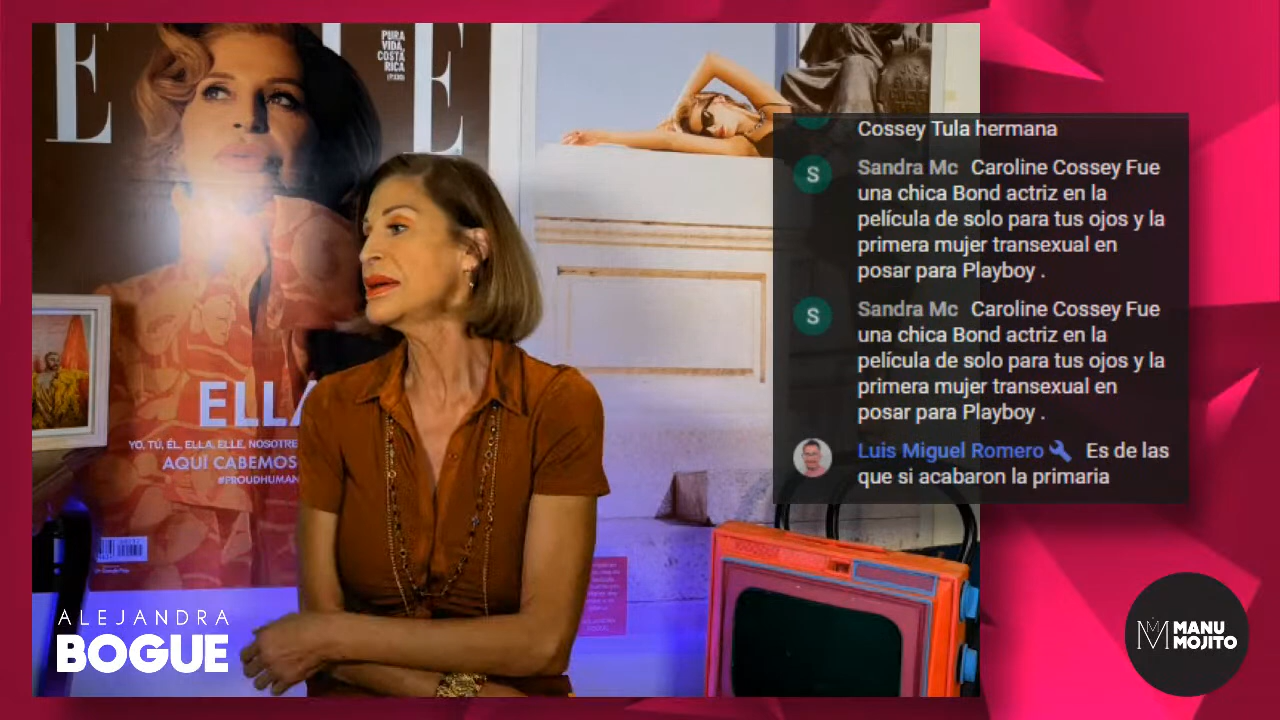 E
E
PURA
VIDA,
COSTA
RICA
ELLA
YO, TÚ, ÉL, ELLA, ELLE, NOSOTRE
AQUÍ CABEMOS
#PROUDHUMAN
Cossey Tula hermana
S
Sandra Mc Caroline Cossey Fue
una chica Bond actriz en la
película de solo para tus ojos y la
primera mujer transexual en
posar para Playboy .
S
Sandra Mc Caroline Cossey Fue
una chica Bond actriz en la
película de solo para tus ojos y la
primera mujer transexual en
posar para Playboy .
Luis Miguel Romero Es de las
que si acabaron la primaria
ALEJANDRA
BOGUE
M MANU
MOJITO